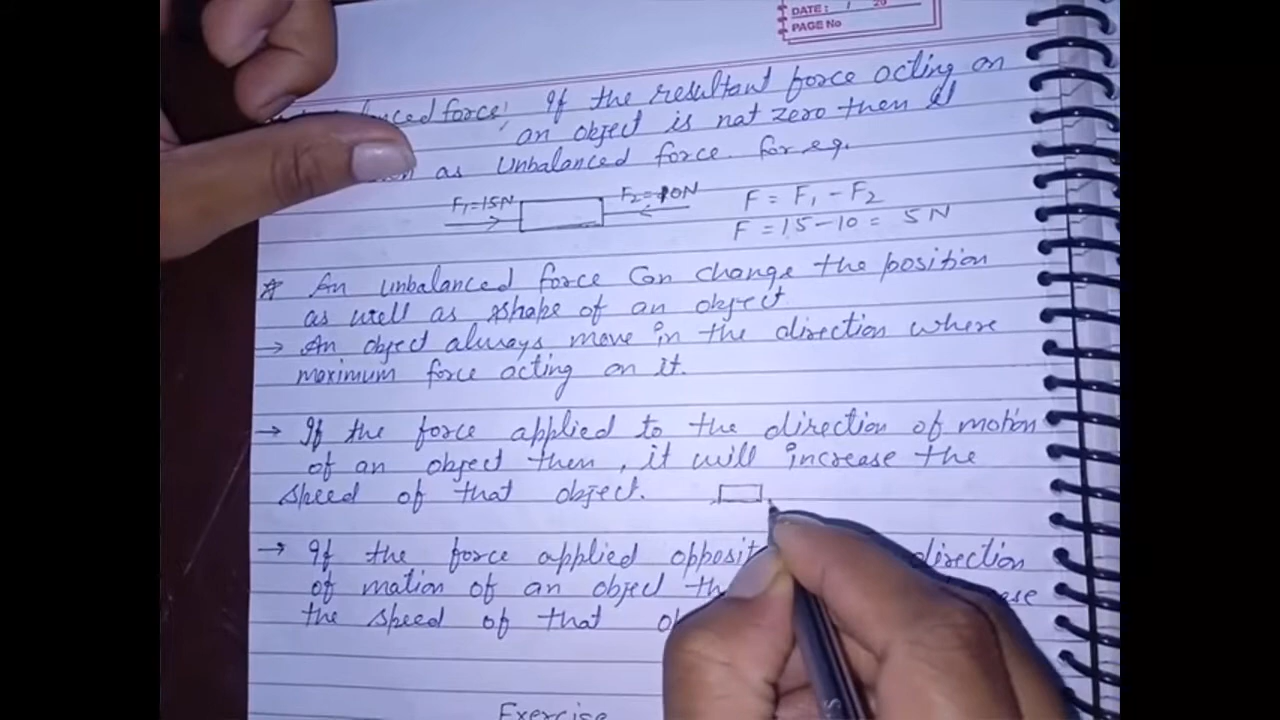 DATE: / 20
PAGE No
force; If the resultant force acting on
an object is not zero then it
as Unbalanced force. for eg.
F₁=15N F₂=10N F = F₁ - F₂
F = 15-10 = 5 N
☆ An unbalanced force Can change the position
as well as shape of an object
→ An object always move in the direction where
maximum force acting on it.
→ If the force applied to the direction of motion
of an object then, it will increase the
speed of that object.
→ If the force applied direction
of motion of an object
the speed of that
Exercise